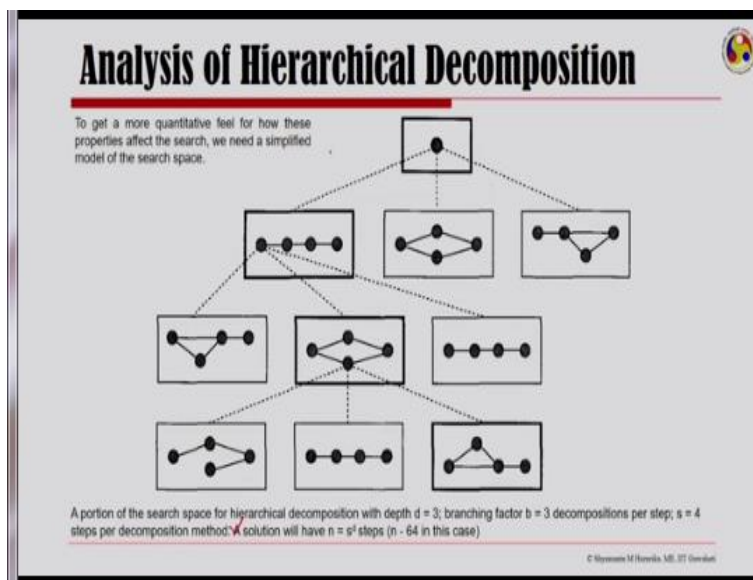 Analysis of Hierarchical Decomposition
To get a more quantitative feel for how these
properties affect the search, we need a simplified
model of the search space.
A portion of the search space for hierarchical decomposition with depth d = 3; branching factor b = 3 decompositions per step; s = 4
steps per decomposition method. A solution will have n = sᵈ steps (n - 64 in this case)